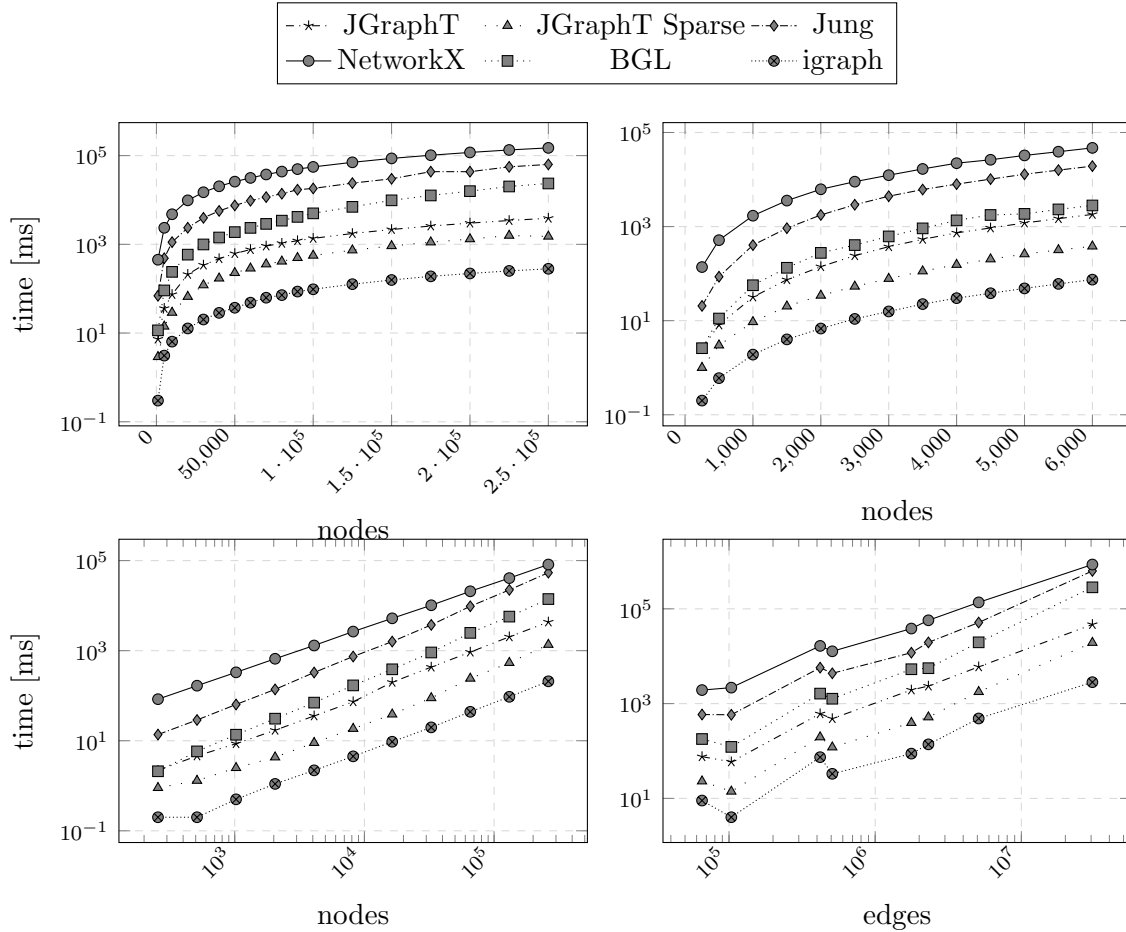 JGraphT JGraphT Sparse Jung
NetworkX BGL igraph
10^5
10^3
10^1
10^−1
time [ms]
0
50,000
1 · 10^5
1.5 · 10^5
2 · 10^5
2.5 · 10^5
nodes
10^5
10^3
10^1
10^−1
0
1,000
2,000
3,000
4,000
5,000
6,000
nodes
10^5
10^3
10^1
10^−1
time [ms]
10^3
10^4
10^5
nodes
10^5
10^3
10^1
10^5
10^6
10^7
edges